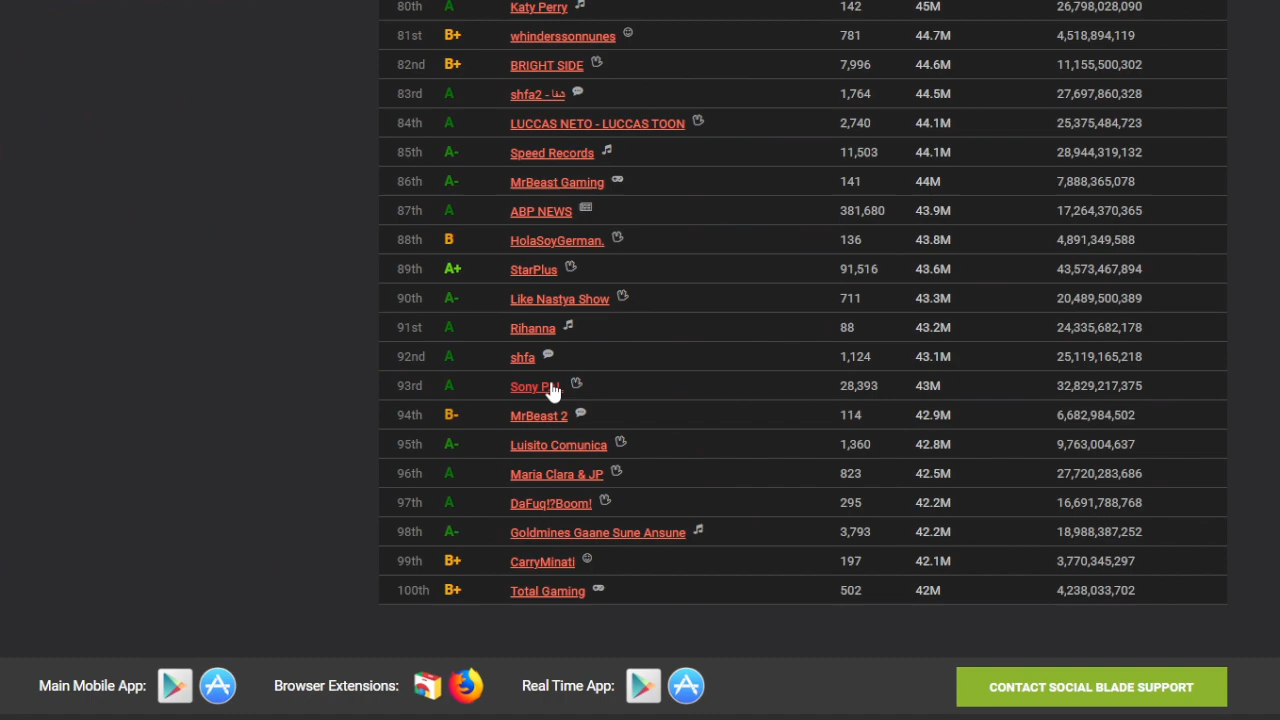 80th A Katy Perry 142 45M 26,798,028,090
81st B+ whinderssonnunes 781 44.7M 4,518,894,119
82nd B+ BRIGHT SIDE 7,996 44.6M 11,155,500,302
83rd A shfa2 - شفا 1,764 44.5M 27,697,860,328
84th A LUCCAS NETO - LUCCAS TOON 2,740 44.1M 25,375,484,723
85th A- Speed Records 11,503 44.1M 28,944,319,132
86th A- MrBeast Gaming 141 44M 7,888,365,078
87th A ABP NEWS 381,680 43.9M 17,264,370,365
88th B HolaSoyGerman. 136 43.8M 4,891,349,588
89th A+ StarPlus 91,516 43.6M 43,573,467,894
90th A- Like Nastya Show 711 43.3M 20,489,500,389
91st A Rihanna 88 43.2M 24,335,682,178
92nd A shfa 1,124 43.1M 25,119,165,218
93rd A Sony 28,393 43M 32,829,217,375
94th B- MrBeast 2 114 42.9M 6,682,984,502
95th A- Luisito Comunica 1,360 42.8M 9,763,004,637
96th A Maria Clara & JP 823 42.5M 27,720,283,686
97th A DaFuq!?Boom! 295 42.2M 16,691,788,768
98th A- Goldmines Gaane Sune Ansune 3,793 42.2M 18,988,387,252
99th B+ CarryMinati 197 42.1M 3,770,345,297
100th B+ Total Gaming 502 42M 4,238,033,702
Main Mobile App: Browser Extensions: Real Time App: CONTACT SOCIAL BLADE SUPPORT